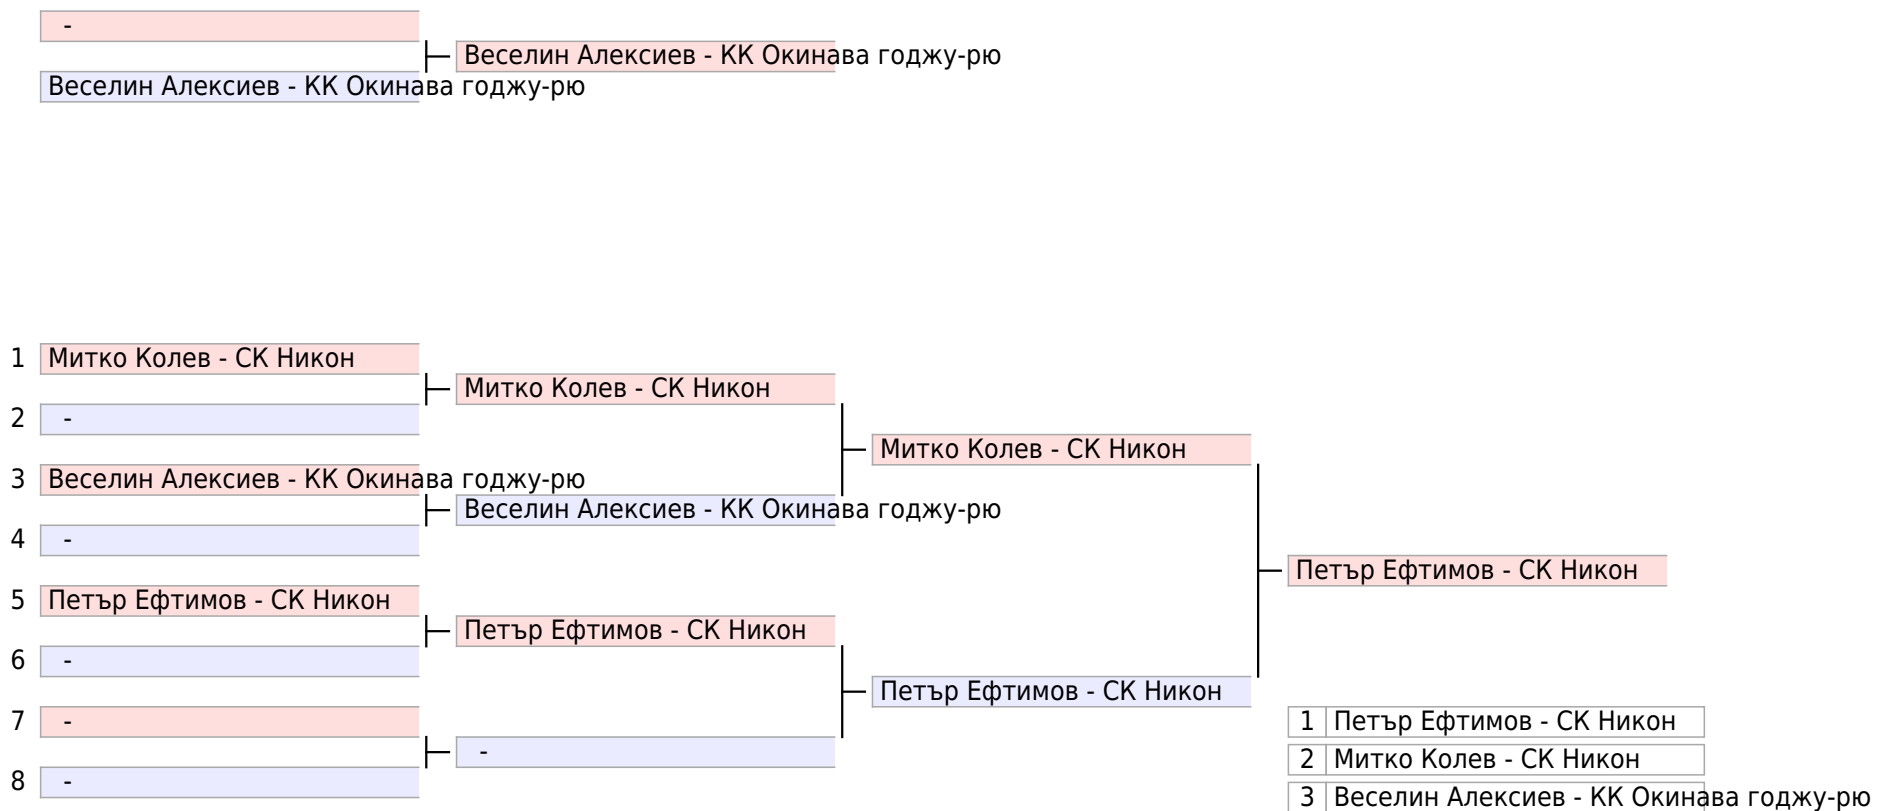 -
Веселин Алексиев - КК Окинава годжу-рю
Веселин Алексиев - КК Окинава годжу-рю
1 Митко Колев - СК Никон
Митко Колев - СК Никон
2 -
Митко Колев - СК Никон
3 Веселин Алексиев - КК Окинава годжу-рю
Веселин Алексиев - КК Окинава годжу-рю
4 -
Петър Ефтимов - СК Никон
5 Петър Ефтимов - СК Никон
Петър Ефтимов - СК Никон
6 -
Петър Ефтимов - СК Никон
7 -
-
8 -
1 Петър Ефтимов - СК Никон
2 Митко Колев - СК Никон
3 Веселин Алексиев - КК Окинава годжу-рю